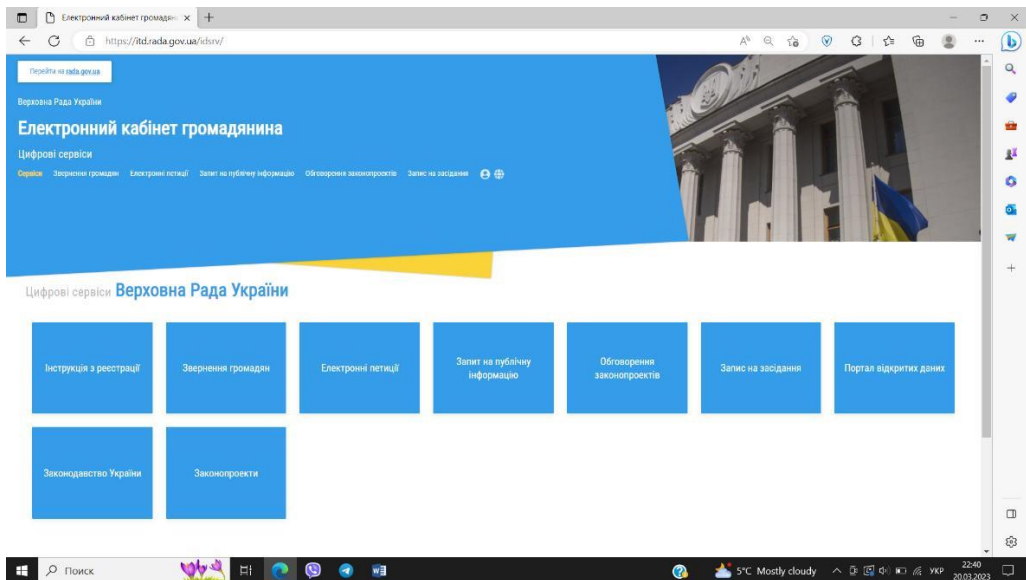 Електронний кабінет громадян
https://itd.rada.gov.ua/idsrv/
Перейти на rada.gov.ua
Верховна Рада України
Електронний кабінет громадянина
Цифрові сервіси
Сервіси Звернення громадян Електронні петиції Запит на публічну інформацію Обговорення законопроектів Запис на засідання
Цифрові сервіси Верховна Рада України
Інструкція з реєстрації
Звернення громадян
Електронні петиції
Запит на публічну
інформацію
Обговорення
законопроектів
Запис на засідання
Портал відкритих даних
Законодавство України
Законопроекти
Поиск
5°C Mostly cloudy
УКР
22:40
20.03.2023